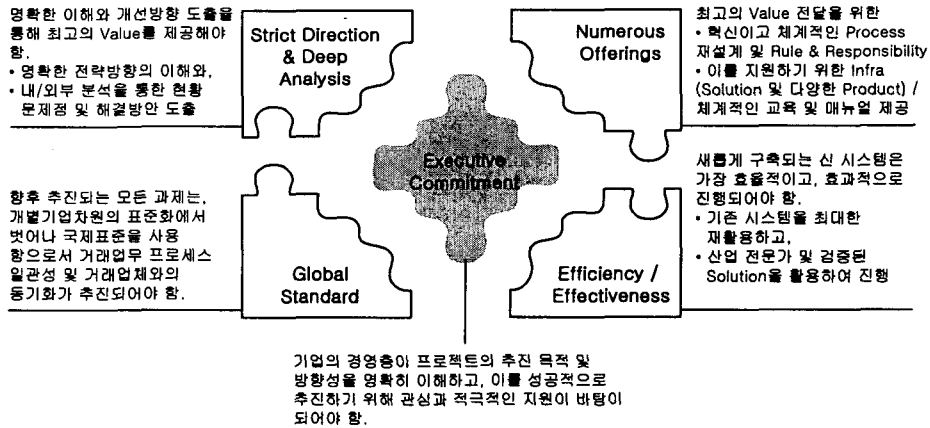 명확한 이해와 개선방향 도출을
통해 최고의 Value를 제공해야
함.
• 명확한 전략방향의 이해와,
• 내/외부 분석을 통한 현황
문제점 및 해결방안 도출
Strict Direction
& Deep
Analysis
Numerous
Offerings
최고의 Value 전달을 위한
• 혁신이고 체계적인 Process
재설계 및 Rule & Responsibility
• 이를 지원하기 위한 Infra
(Solution 및 다양한 Product) /
체계적인 교육 및 매뉴얼 제공
Executive
Commitment
향후 추진되는 모든 과제는,
개별기업차원의 표준화에서
벗어나 국제표준을 사용
함으로서 거래업무 프로세스
일관성 및 거래업체와의
동기화가 추진되어야 함.
Global
Standard
Efficiency /
Effectiveness
새롭게 구축되는 신 시스템은
가장 효율적이고, 효과적으로
진행되어야 함.
• 기존 시스템을 최대한
재활용하고,
• 산업 전문가 및 검증된
Solution을 활용하여 진행
기업의 경영층이 프로젝트의 추진 목적 및
방향성을 명확히 이해하고, 이를 성공적으로
추진하기 위해 관심과 적극적인 지원이 바탕이
되어야 함.